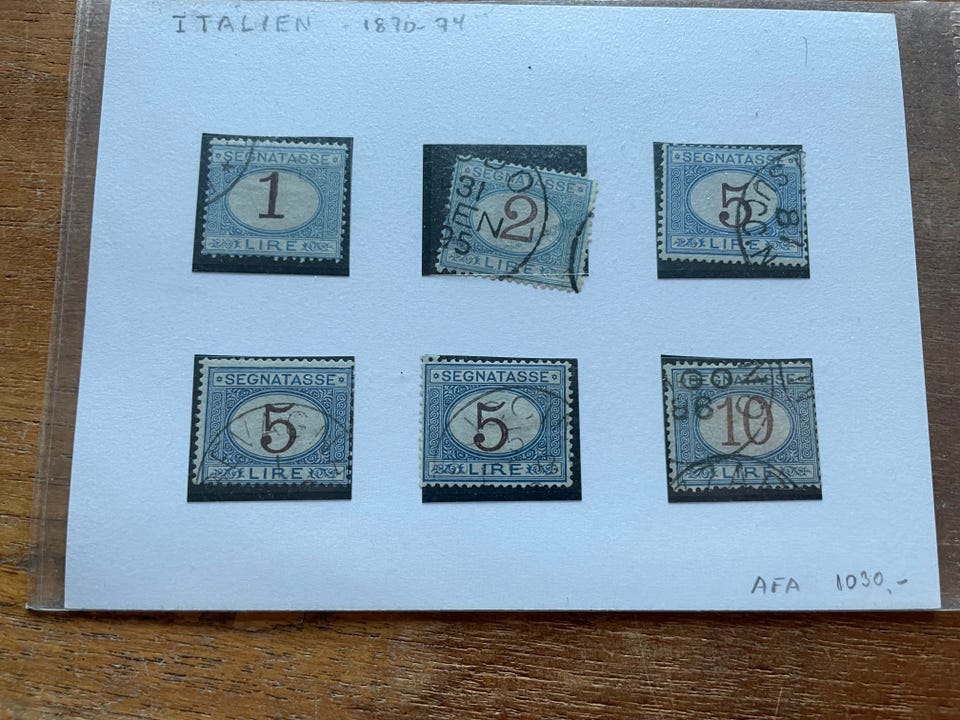 ITALIEN - 1870-74
SEGNATASSE
1
LIRE
SEGNATASSE
2
LIRE
31
EN
95
SEGNATASSE
5
LIRE
SEGNATASSE
5
LIRE
SEGNATASSE
5
LIRE
SEGNATASSE
10
LIRE
AFA 1030,-